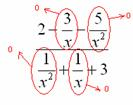 0 0
2 - 3/x - 5/x²
1/x² + 1/x + 3
0 0